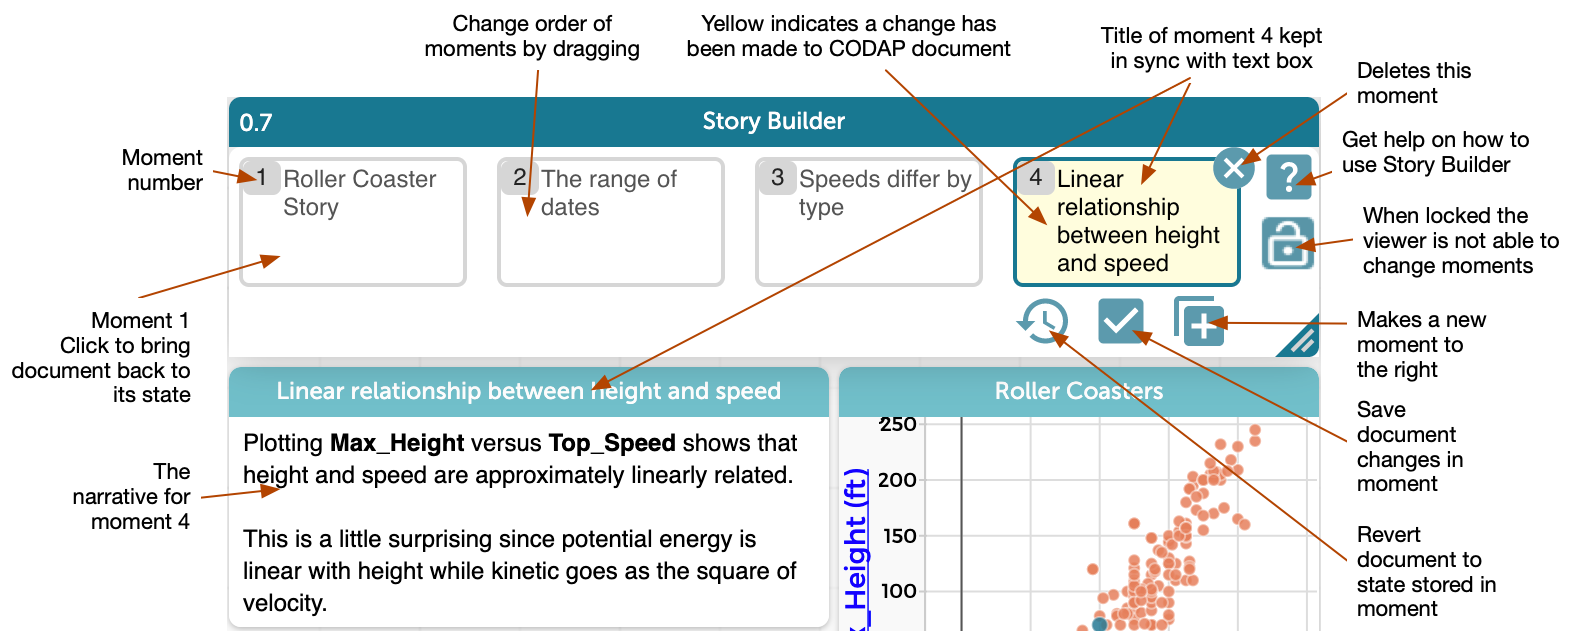 Change order of
moments by dragging
Yellow indicates a change has
been made to CODAP document
Title of moment 4 kept
in sync with text box
Deletes this
moment
Get help on how to
use Story Builder
When locked the
viewer is not able to
change moments
Makes a new
moment to
the right
Save
document
changes in
moment
Revert
document to
state stored in
moment
Moment
number
Moment 1
Click to bring
document back to
its state
The
narrative for
moment 4
0.7
Story Builder
1
Roller Coaster
Story
2
The range of
dates
3
Speeds differ by
type
4
Linear
relationship
between height
and speed
?
Linear relationship between height and speed
Plotting Max_Height versus Top_Speed shows that
height and speed are approximately linearly related.
This is a little surprising since potential energy is
linear with height while kinetic goes as the square of
velocity.
Roller Coasters
250
200
150
100
_Height (ft)